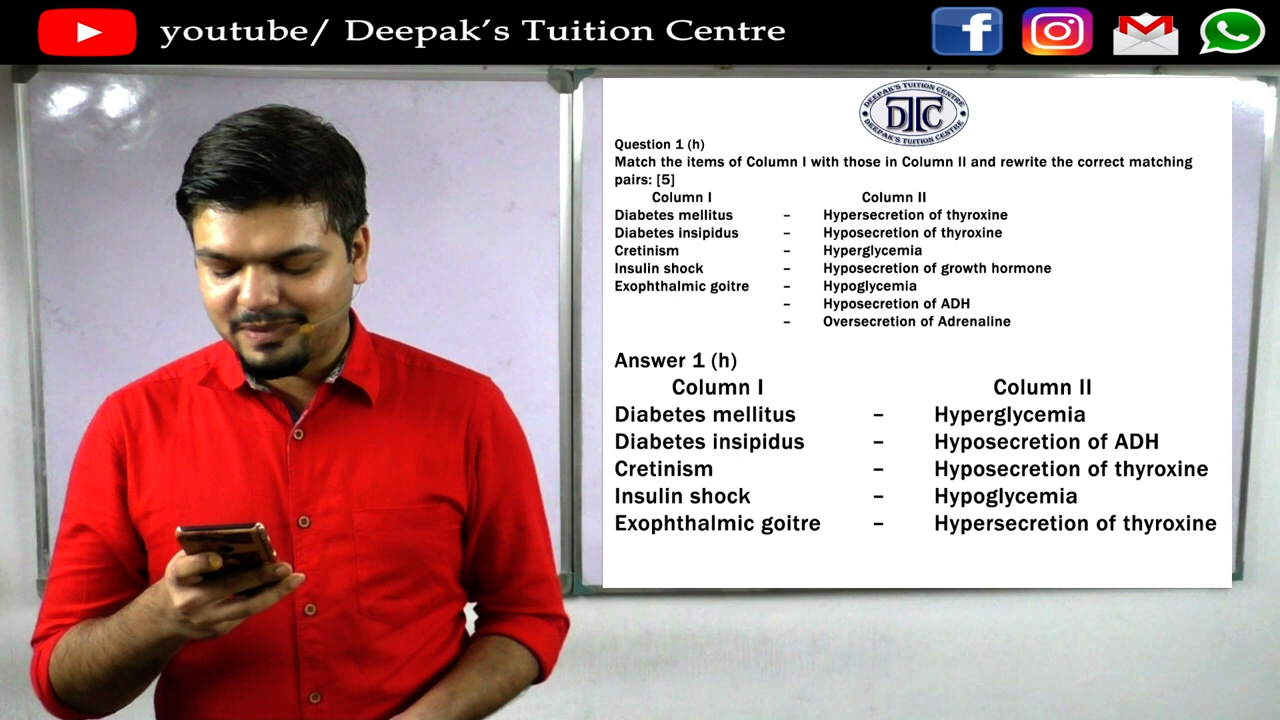 youtube/ Deepak's Tuition Centre
DEEPAK'S TUITION CENTRE
DTC
DEEPAK'S TUITION CENTRE
Question 1 (h)
Match the items of Column I with those in Column II and rewrite the correct matching
pairs: [5]
Column I Column II
Diabetes mellitus – Hypersecretion of thyroxine
Diabetes insipidus – Hyposecretion of thyroxine
Cretinism – Hyperglycemia
Insulin shock – Hyposecretion of growth hormone
Exophthalmic goitre – Hypoglycemia
– Hyposecretion of ADH
– Oversecretion of Adrenaline
Answer 1 (h)
Column I Column II
Diabetes mellitus – Hyperglycemia
Diabetes insipidus – Hyposecretion of ADH
Cretinism – Hyposecretion of thyroxine
Insulin shock – Hypoglycemia
Exophthalmic goitre – Hypersecretion of thyroxine